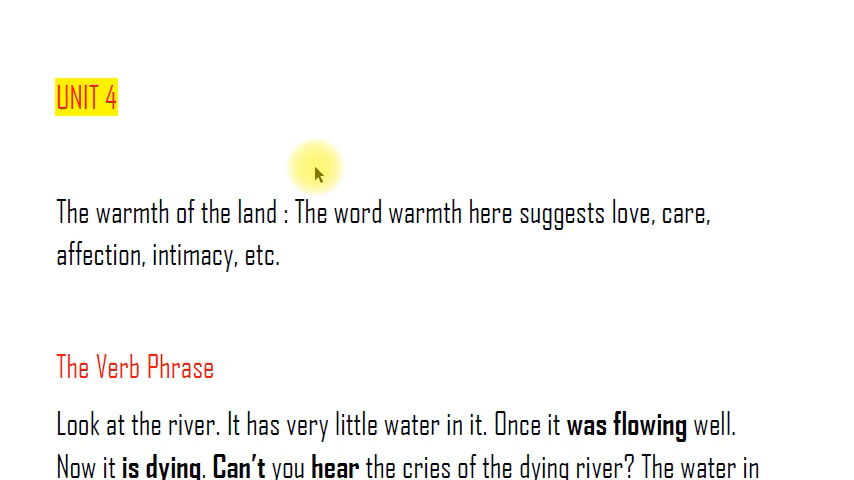 UNIT 4
The warmth of the land : The word warmth here suggests love, care,
affection, intimacy, etc.
The Verb Phrase
Look at the river. It has very little water in it. Once it was flowing well.
Now it is dying. Can’t you hear the cries of the dying river? The water in